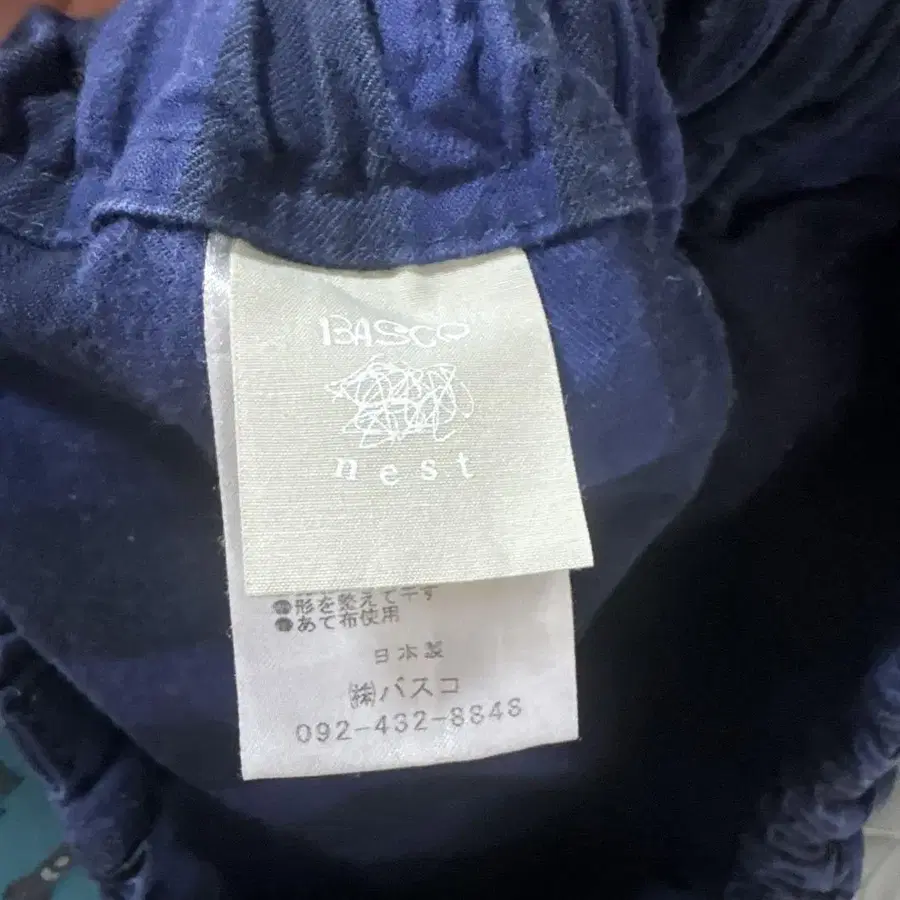 BASCO
nest
●形を整えて干す
●あて布使用
日本製
㈱バスコ
092-432-8848